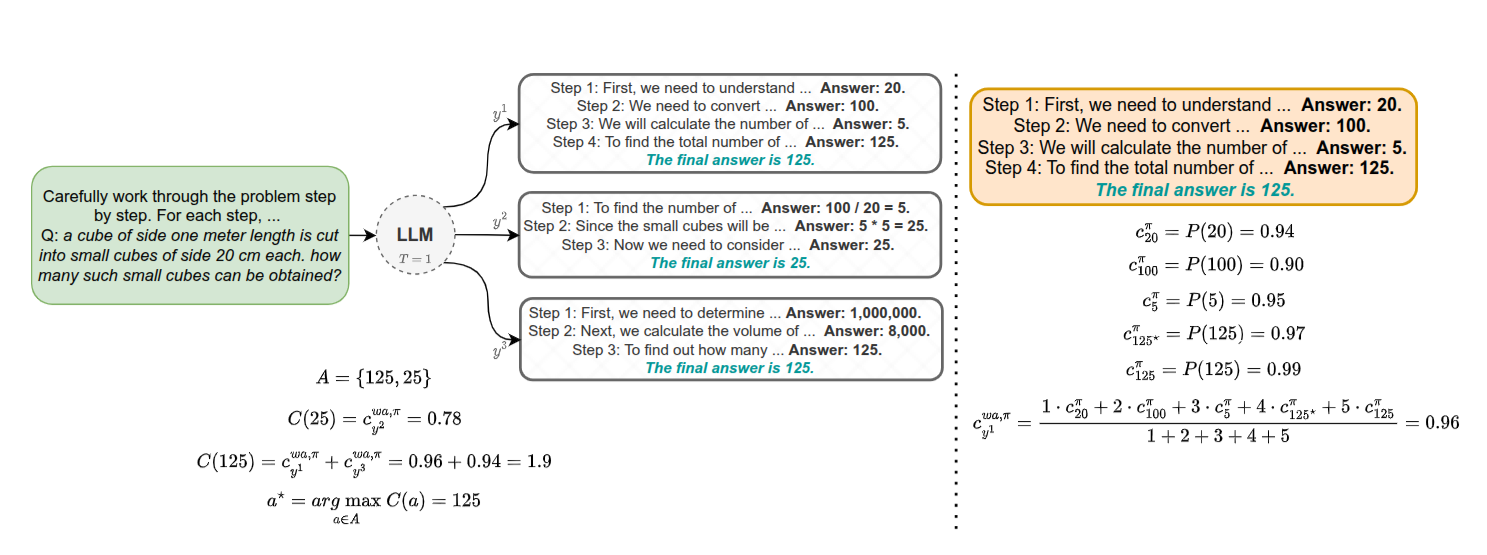 Carefully work through the problem step
by step. For each step, ...
Q: a cube of side one meter length is cut
into small cubes of side 20 cm each. how
many such small cubes can be obtained?
LLM
T = 1
y^1
y^2
y^3
Step 1: First, we need to understand ... Answer: 20.
Step 2: We need to convert ... Answer: 100.
Step 3: We will calculate the number of ... Answer: 5.
Step 4: To find the total number of ... Answer: 125.
The final answer is 125.
Step 1: To find the number of ... Answer: 100 / 20 = 5.
Step 2: Since the small cubes will be ... Answer: 5 * 5 = 25.
Step 3: Now we need to consider ... Answer: 25.
The final answer is 25.
Step 1: First, we need to determine ... Answer: 1,000,000.
Step 2: Next, we calculate the volume of ... Answer: 8,000.
Step 3: To find out how many ... Answer: 125.
The final answer is 125.
A = {125, 25}
C(25) = c_{y^2}^{wa,π} = 0.78
C(125) = c_{y^1}^{wa,π} + c_{y^3}^{wa,π} = 0.96 + 0.94 = 1.9
a^⋆ = arg max_{a∈A} C(a) = 125
Step 1: First, we need to understand ... Answer: 20.
Step 2: We need to convert ... Answer: 100.
Step 3: We will calculate the number of ... Answer: 5.
Step 4: To find the total number of ... Answer: 125.
The final answer is 125.
c_{20}^π = P(20) = 0.94
c_{100}^π = P(100) = 0.90
c_5^π = P(5) = 0.95
c_{125⋆}^π = P(125) = 0.97
c_{125}^π = P(125) = 0.99
c_{y^1}^{wa,π} = \frac{1 · c_{20}^π + 2 · c_{100}^π + 3 · c_5^π + 4 · c_{125⋆}^π + 5 · c_{125}^π}{1 + 2 + 3 + 4 + 5} = 0.96